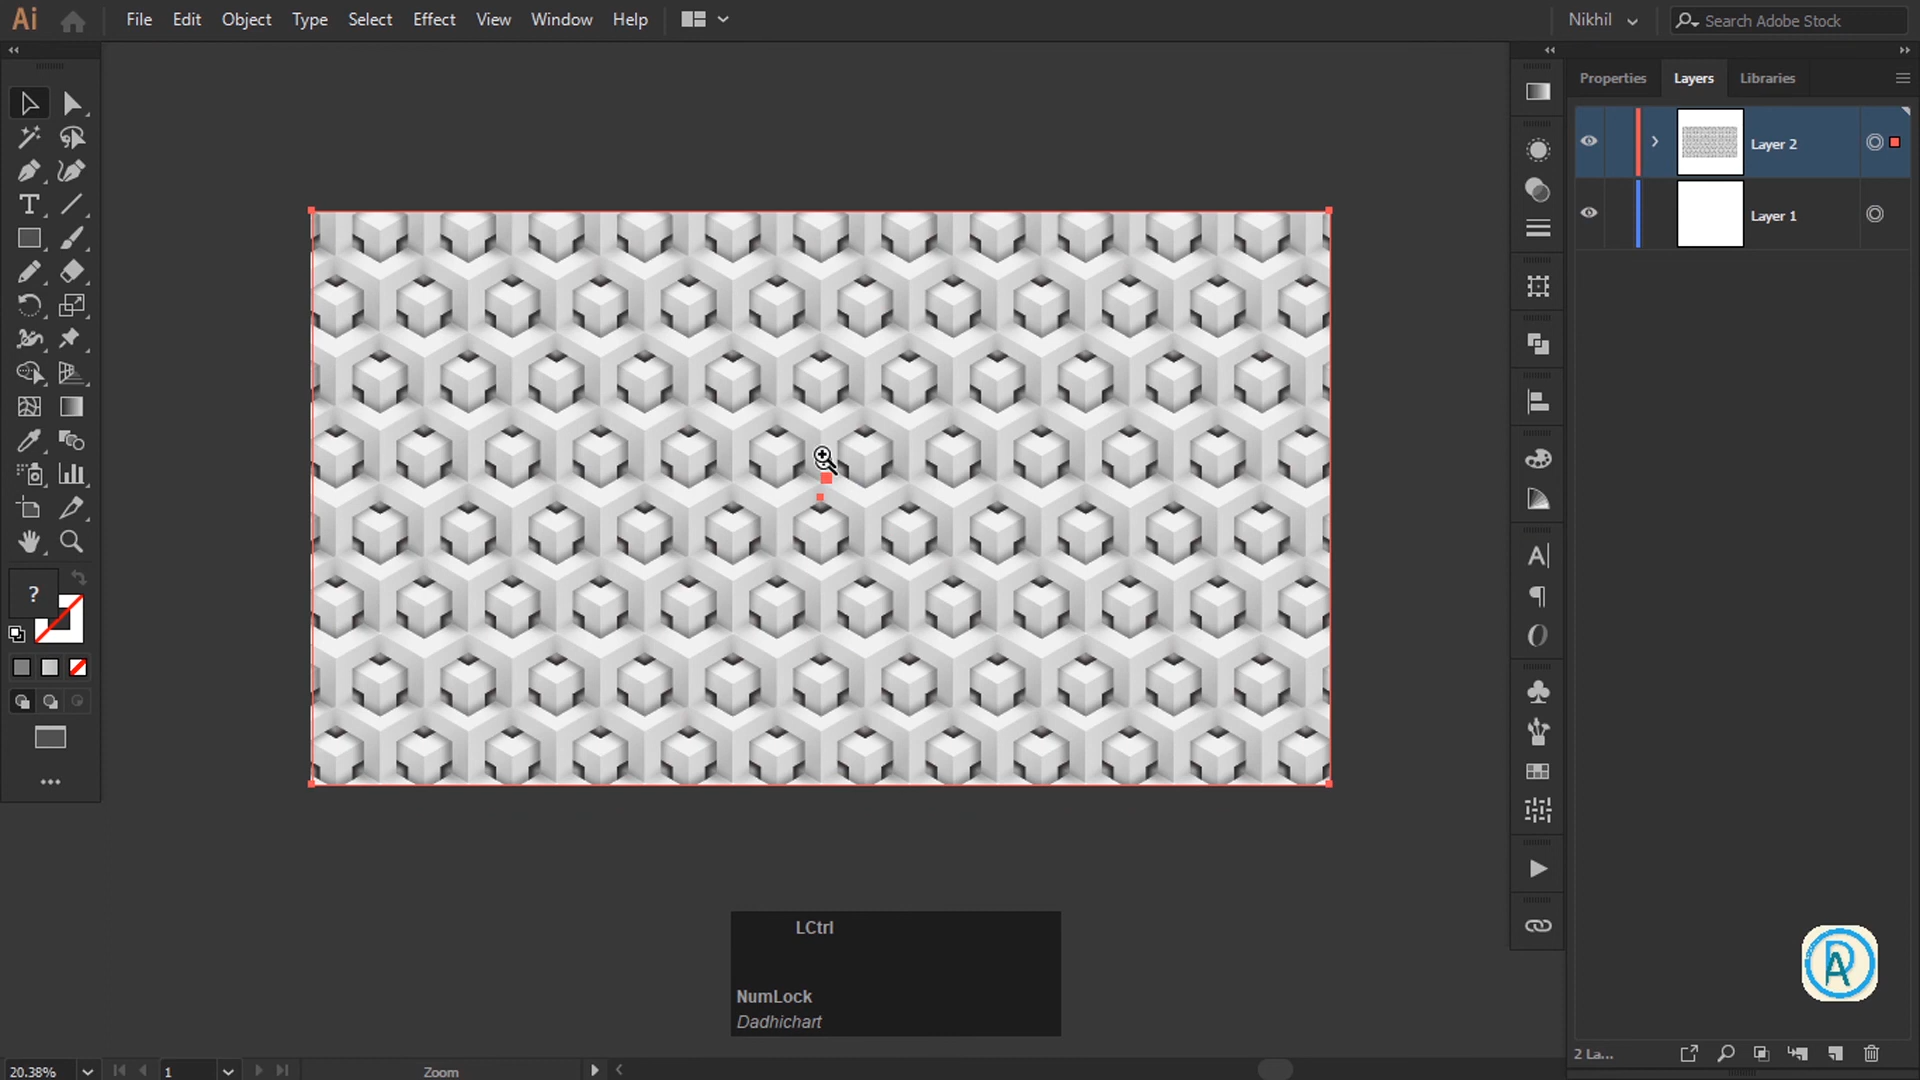 Ai File Edit Object Type Select Effect View Window Help Nikhil Search Adobe Stock
Properties Layers Libraries
Layer 2
Layer 1
?
LCtrl
NumLock
Dadhichart
2 La...
20.38% 1 Zoom